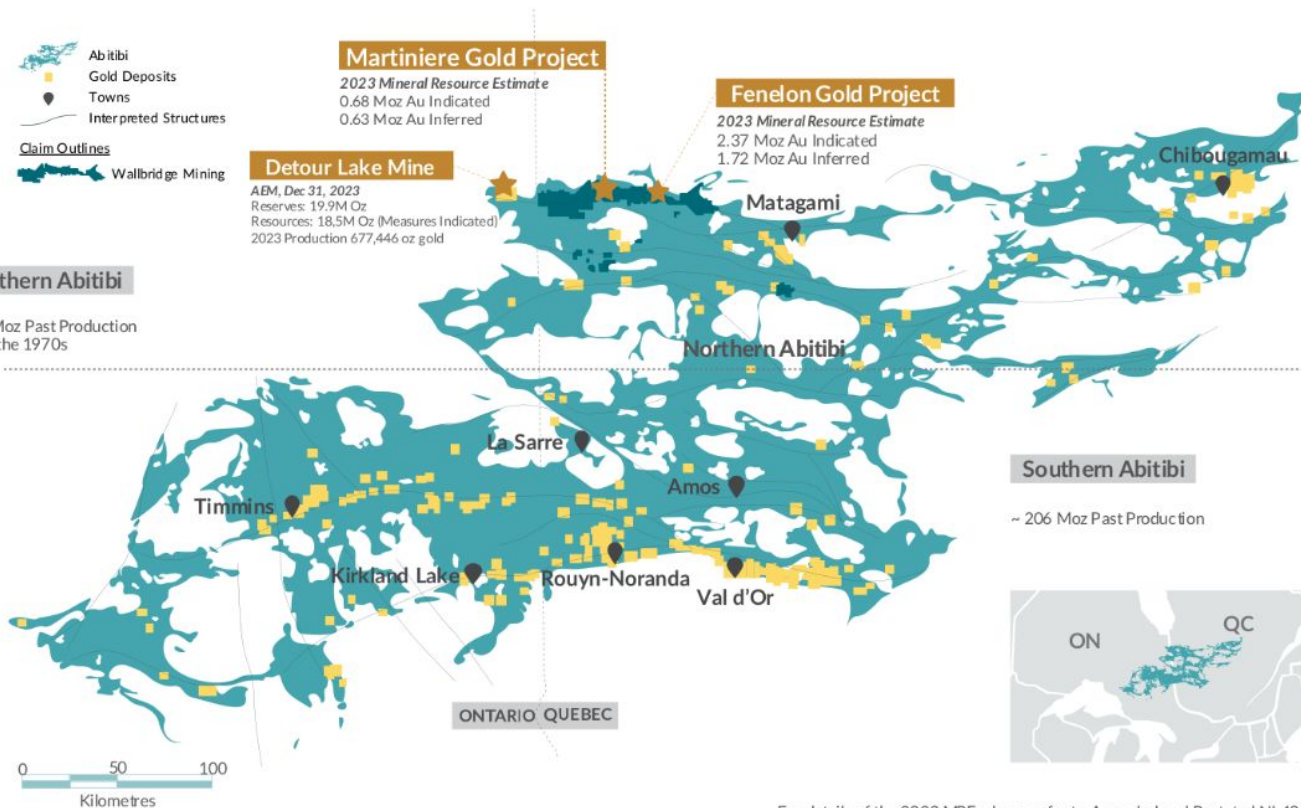 Abitibi
Gold Deposits
Towns
Interpreted Structures
Claim Outlines
Wallbridge Mining
Martiniere Gold Project
2023 Mineral Resource Estimate
0.68 Moz Au Indicated
0.63 Moz Au Inferred
Fenelon Gold Project
2023 Mineral Resource Estimate
2.37 Moz Au Indicated
1.72 Moz Au Inferred
Detour Lake Mine
AEM, Dec 31, 2023
Reserves: 19.9M Oz
Resources: 18,5M Oz (Measures Indicated)
2023 Production 677,446 oz gold
Chibougamau
Matagami
thern Abitibi
Moz Past Production
the 1970s
Northern Abitibi
La Sarre
Amos
Timmins
Kirkland Lake
Rouyn-Noranda
Val d'Or
Southern Abitibi
~ 206 Moz Past Production
ON
QC
ONTARIO QUEBEC
0 50 100
Kilometres